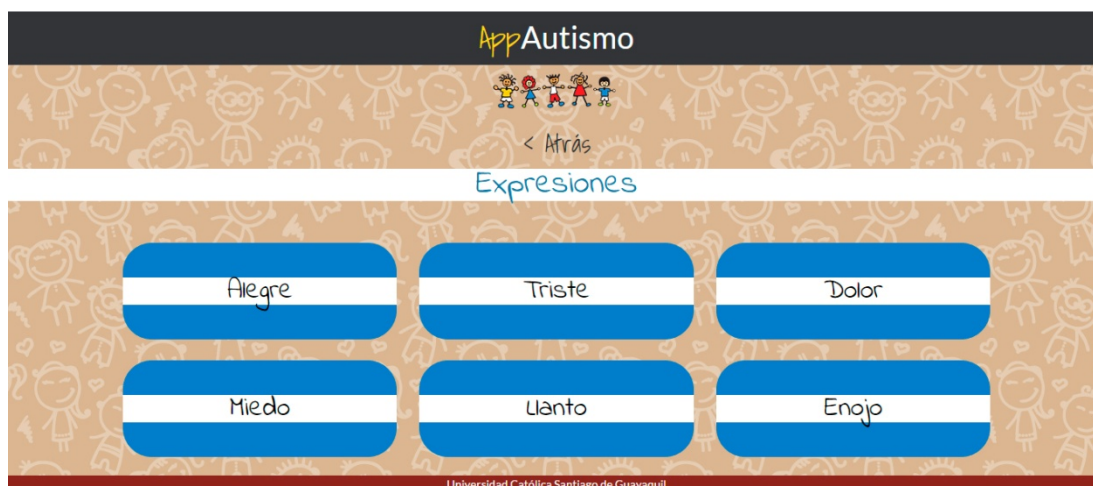 AppAutismo
< Atrás
Expresiones
Alegre
Triste
Dolor
Miedo
Llanto
Enojo
Universidad Católica Santiago de Guayaquil